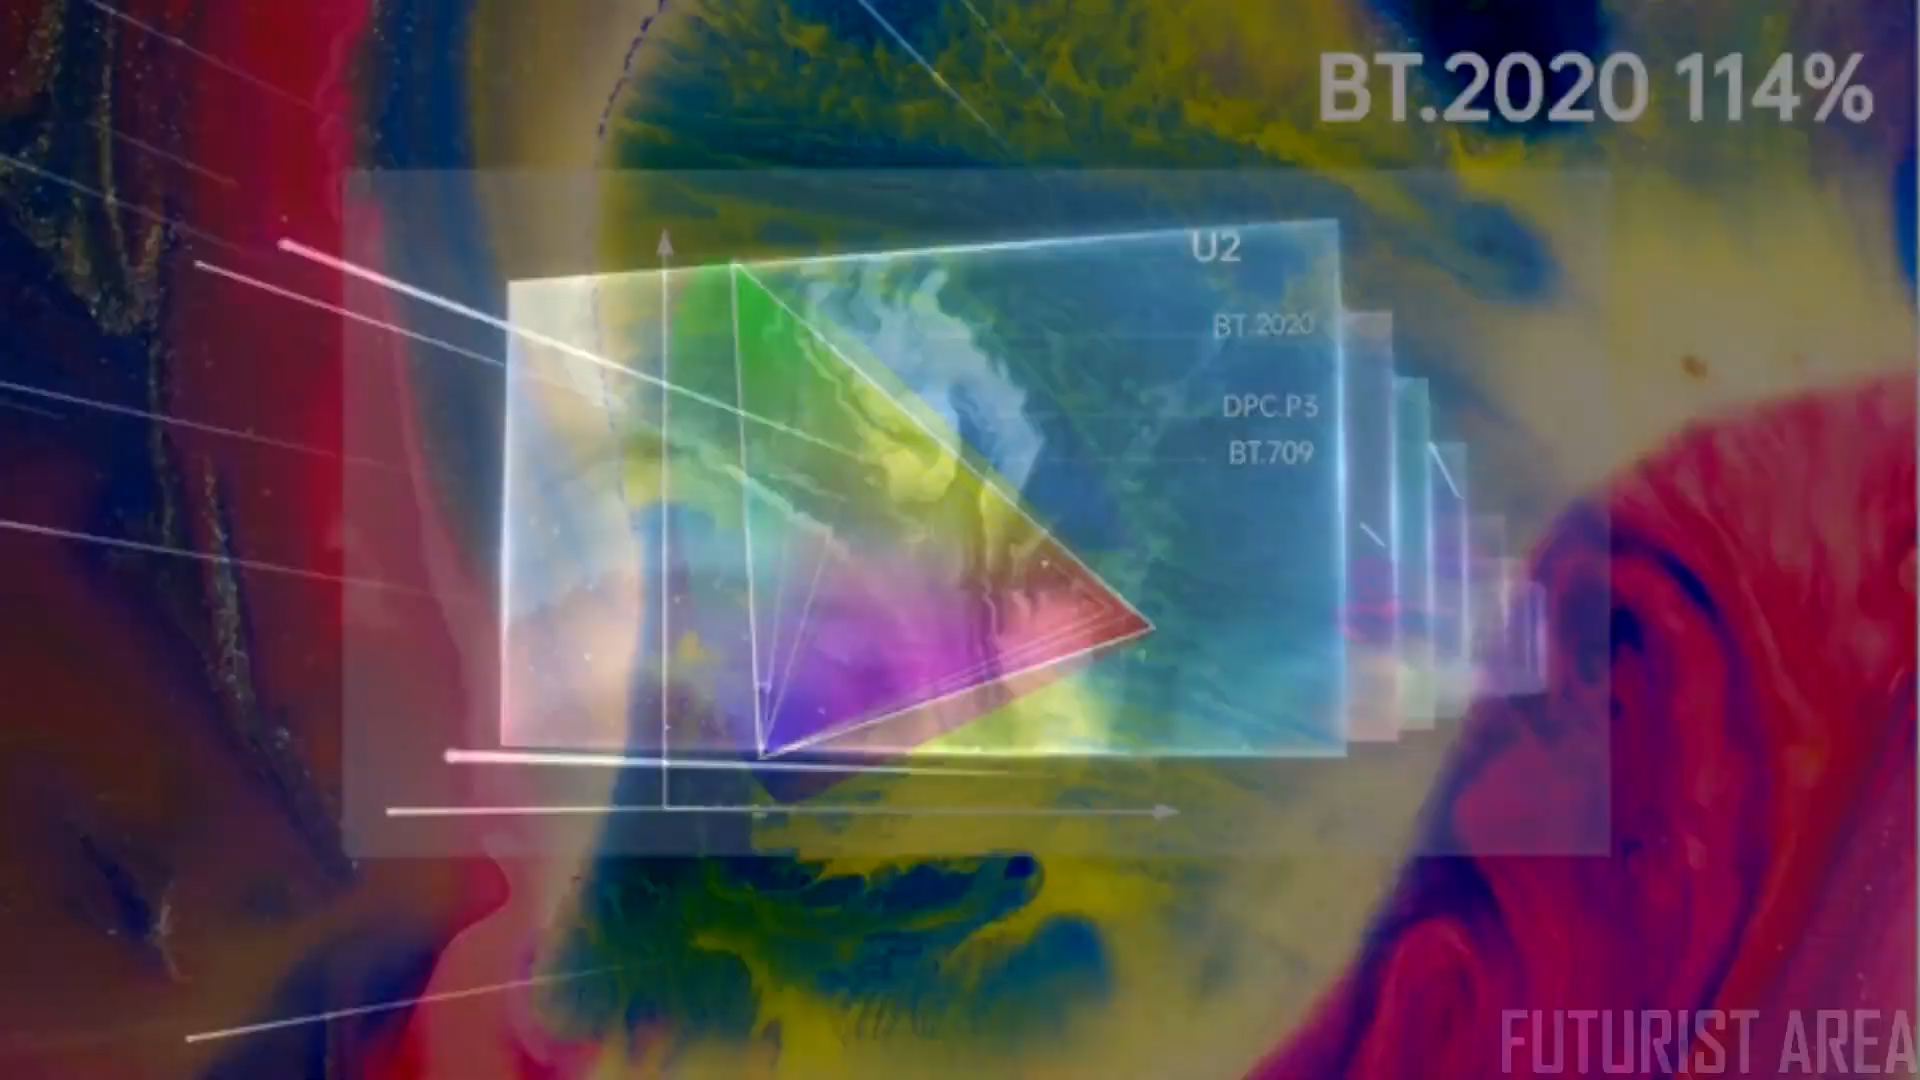 BT.2020 114%
U2
BT.2020
DPC.P3
BT.709
FUTURIST AREA